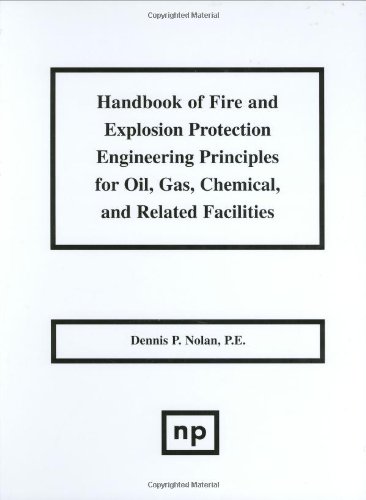 Copyrighted Material
Handbook of Fire and
Explosion Protection
Engineering Principles
for Oil, Gas, Chemical,
and Related Facilities
Dennis P. Nolan, P.E.
np
Copyrighted Material